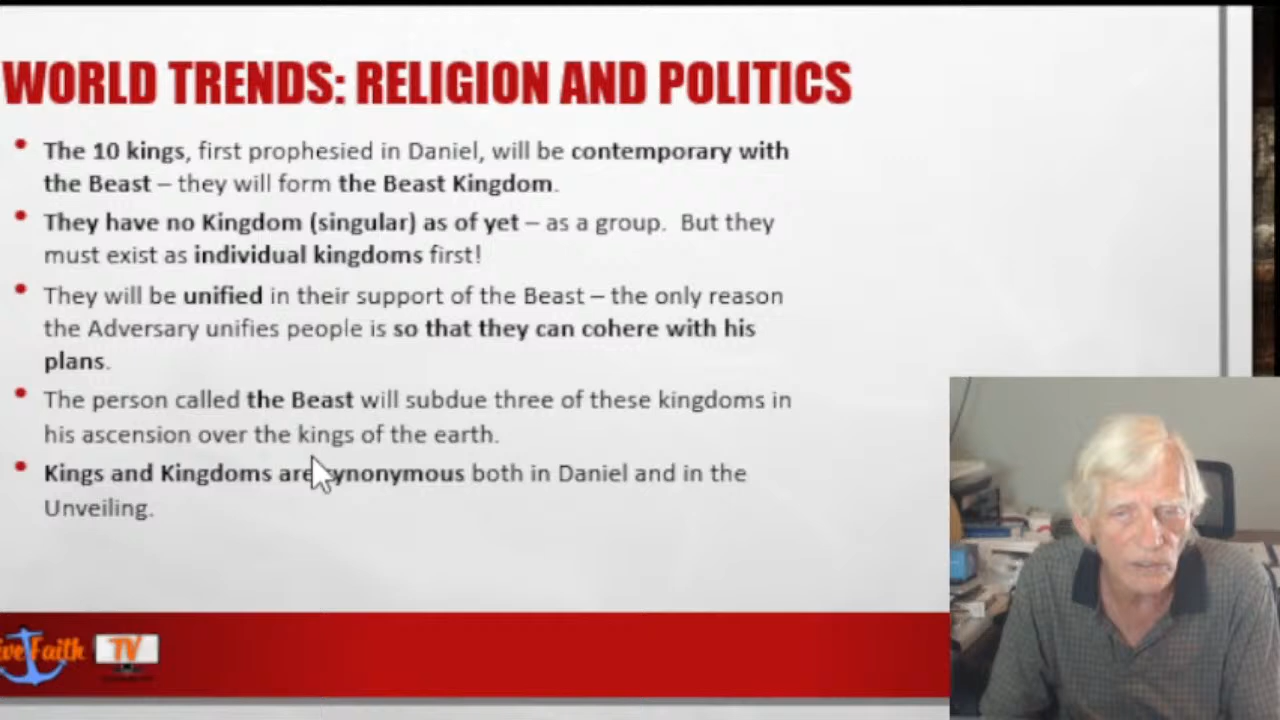 WORLD TRENDS: RELIGION AND POLITICS
The 10 kings, first prophesied in Daniel, will be contemporary with
the Beast – they will form the Beast Kingdom.
They have no Kingdom (singular) as of yet – as a group. But they
must exist as individual kingdoms first!
They will be unified in their support of the Beast – the only reason
the Adversary unifies people is so that they can cohere with his
plans.
The person called the Beast will subdue three of these kingdoms in
his ascension over the kings of the earth.
Kings and Kingdoms are synonymous both in Daniel and in the
Unveiling.
ive Faith TV